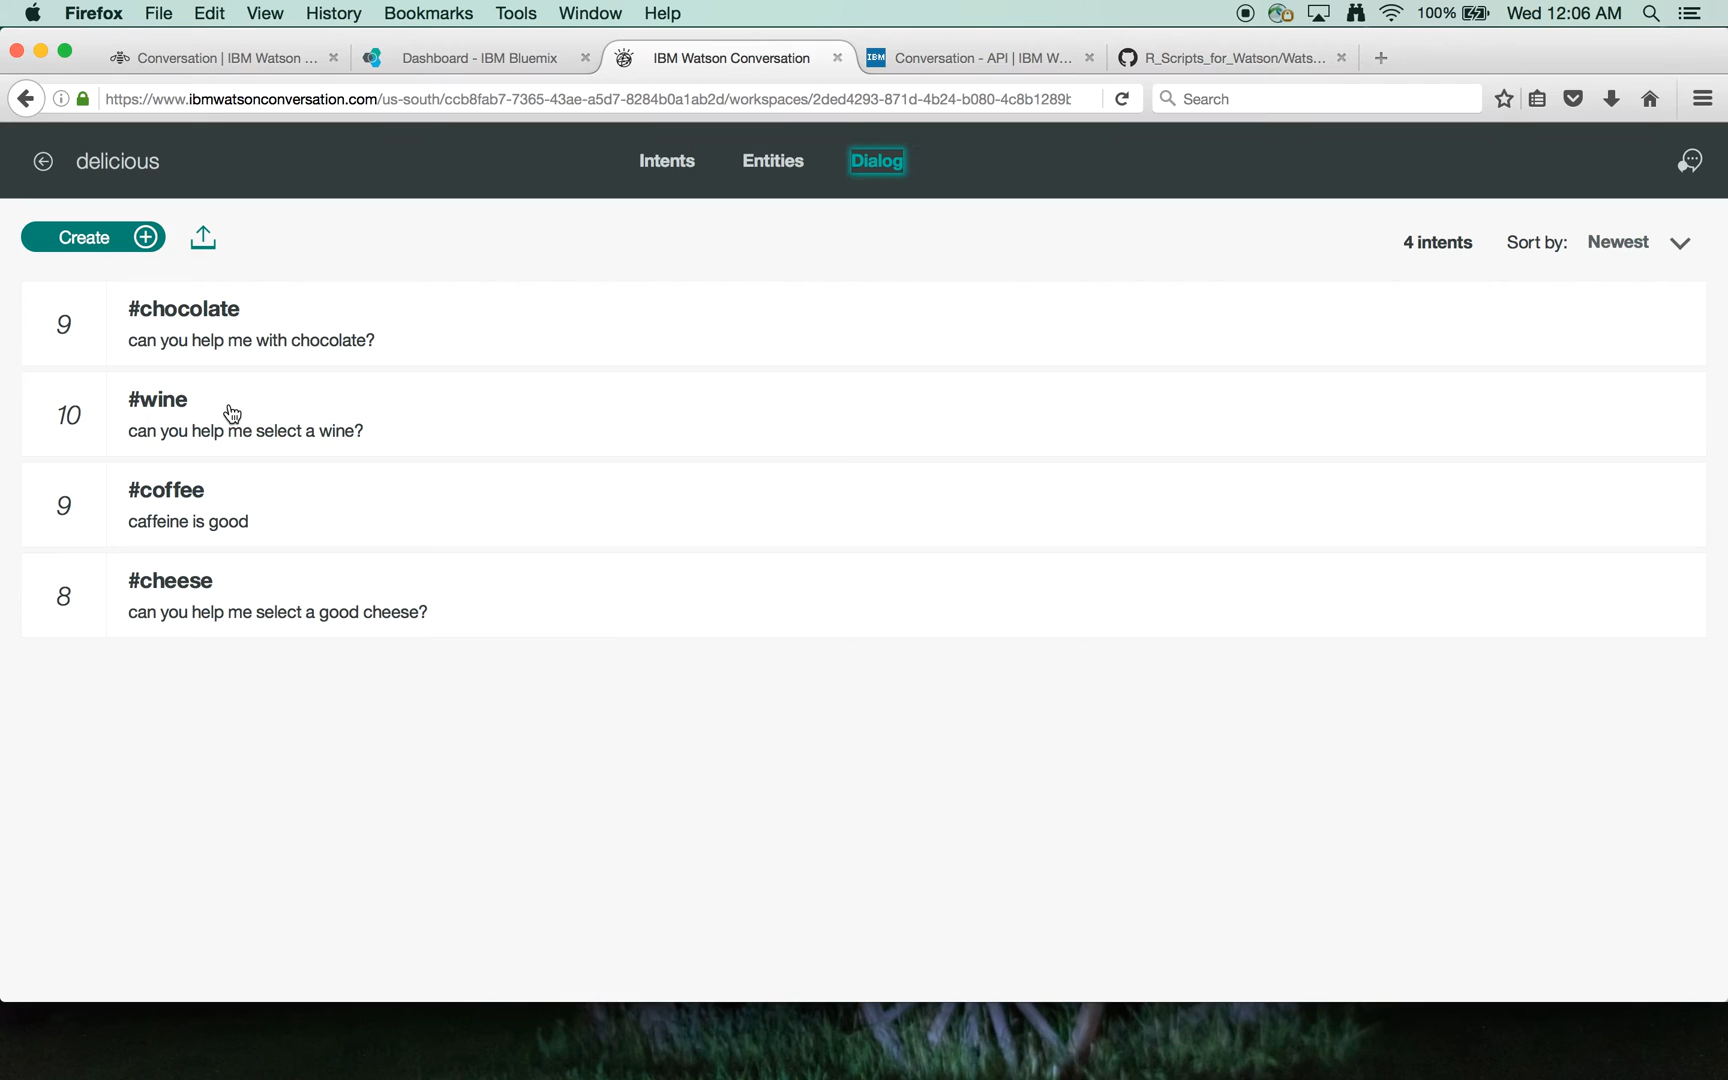 Firefox File Edit View History Bookmarks Tools Window Help 100% Wed 12:06 AM
Conversation | IBM Watson ... Dashboard - IBM Bluemix IBM Watson Conversation IBM Conversation - API | IBM W... R_Scripts_for_Watson/Wats...
https://www.ibmwatsonconversation.com/us-south/ccb8fab7-7365-43ae-a5d7-8284b0a1ab2d/workspaces/2ded4293-871d-4b24-b080-4c8b1289b Search
delicious Intents Entities Dialog
Create 4 intents Sort by: Newest
9 #chocolate
can you help me with chocolate?
10 #wine
can you help me select a wine?
9 #coffee
caffeine is good
8 #cheese
can you help me select a good cheese?